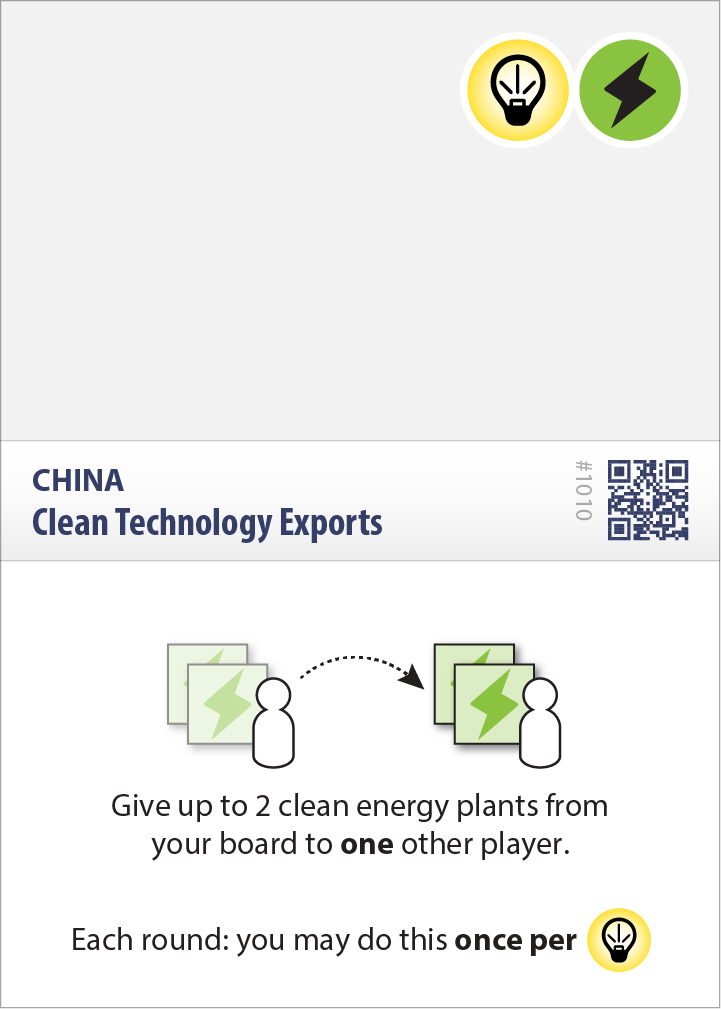 CHINA
Clean Technology Exports
#1010
Give up to 2 clean energy plants from
your board to one other player.
Each round: you may do this once per